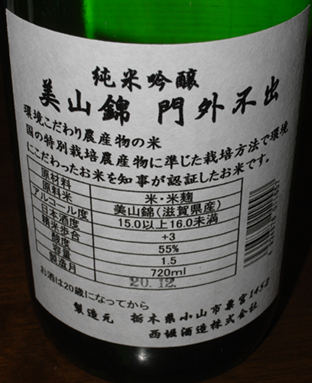 純米吟醸
美山錦 門外不出
環境こだわり農産物の米
国の特別栽培農産物に準じた栽培方法で環境
にこだわったお米を知事が認証したお米です。
原材料 米・米麹
原料米 美山錦(滋賀県産)
アルコール度 15.0以上16.0未満
日本酒度 +3
精米歩合 55%
酸度 1.5
容量 720ml
製造月 20.12
お酒は20歳になってから
製造元 栃木県小山市粟宮1452
西堀酒造株式会社